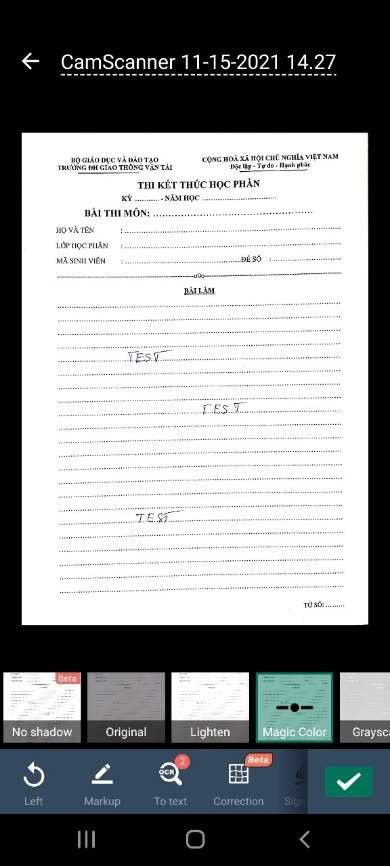 CamScanner 11-15-2021 14.27
BỘ GIÁO DỤC VÀ ĐÀO TẠO
TRƯỜNG ĐH GIAO THÔNG VẬN TẢI
CỘNG HOÀ XÃ HỘI CHỦ NGHĨA VIỆT NAM
Độc lập - Tự do - Hạnh phúc
THI KẾT THÚC HỌC PHẦN
KỲ ........... - NĂM HỌC ................................
BÀI THI MÔN: ..........................................................
HỌ VÀ TÊN :
LỚP HỌC PHẦN :
MÃ SINH VIÊN : ĐỀ SỐ :
BÀI LÀM
TEST
TEST
TEST
TỜ SỐ: ........
Beta
No shadow
Original
Lighten
Magic Color
Graysca
2
Beta
OCR
Left
Markup
To text
Correction
Sign